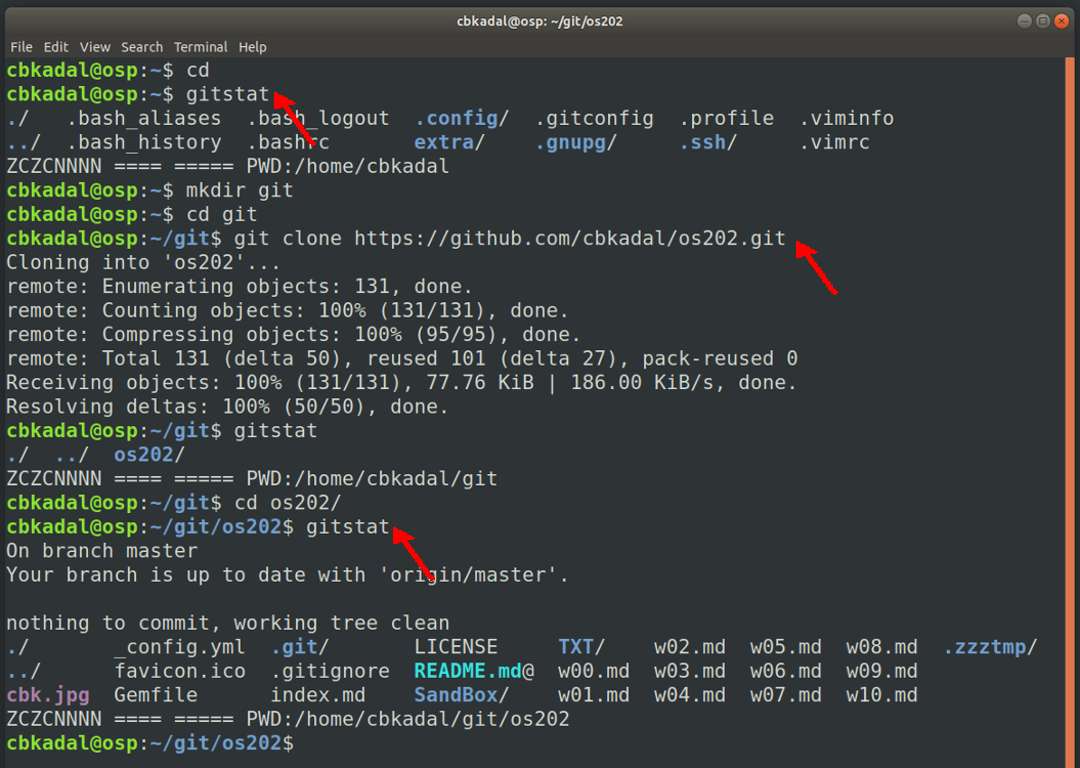 cbkadal@osp: ~/git/os202
File Edit View Search Terminal Help
cbkadal@osp:~$ cd
cbkadal@osp:~$ gitstat
./ .bash_aliases .bash_logout .config/ .gitconfig .profile .viminfo
../ .bash_history .bashrc extra/ .gnupg/ .ssh/ .vimrc
ZCZCNNNN ==== ===== PWD:/home/cbkadal
cbkadal@osp:~$ mkdir git
cbkadal@osp:~$ cd git
cbkadal@osp:~/git$ git clone https://github.com/cbkadal/os202.git
Cloning into 'os202'...
remote: Enumerating objects: 131, done.
remote: Counting objects: 100% (131/131), done.
remote: Compressing objects: 100% (95/95), done.
remote: Total 131 (delta 50), reused 101 (delta 27), pack-reused 0
Receiving objects: 100% (131/131), 77.76 KiB | 186.00 KiB/s, done.
Resolving deltas: 100% (50/50), done.
cbkadal@osp:~/git$ gitstat
./ ../ os202/
ZCZCNNNN ==== ===== PWD:/home/cbkadal/git
cbkadal@osp:~/git$ cd os202/
cbkadal@osp:~/git/os202$ gitstat
On branch master
Your branch is up to date with 'origin/master'.
nothing to commit, working tree clean
./ _config.yml .git/ LICENSE TXT/ w02.md w05.md w08.md .zzztmp/
../ favicon.ico .gitignore README.md@ w00.md w03.md w06.md w09.md
cbk.jpg Gemfile index.md SandBox/ w01.md w04.md w07.md w10.md
ZCZCNNNN ==== ===== PWD:/home/cbkadal/git/os202
cbkadal@osp:~/git/os202$